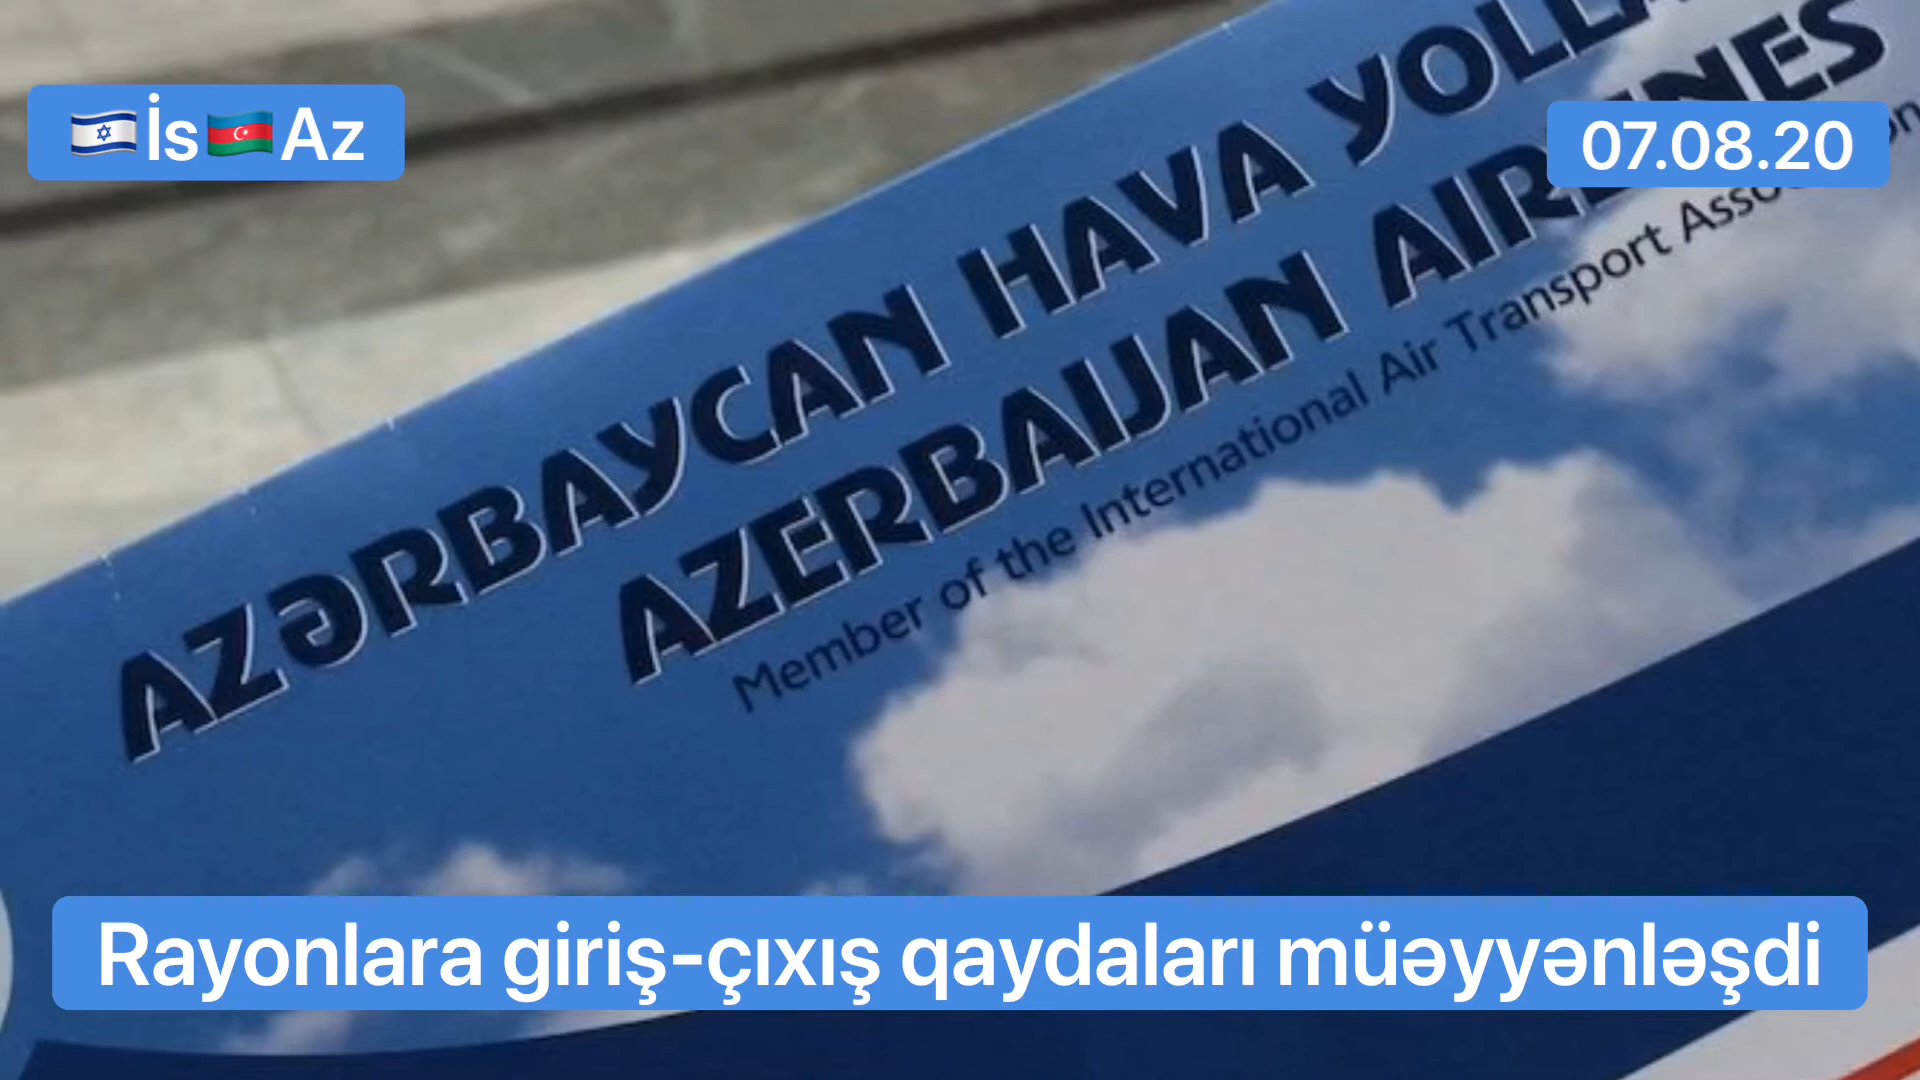 🇮🇱İs🇦🇿Az
07.08.20
AZƏRBAYCAN HAVA
AZERBAIJAN
Member of the International Air Transport
Rayonlara giriş-çıxış qaydaları müəyyənləşdi